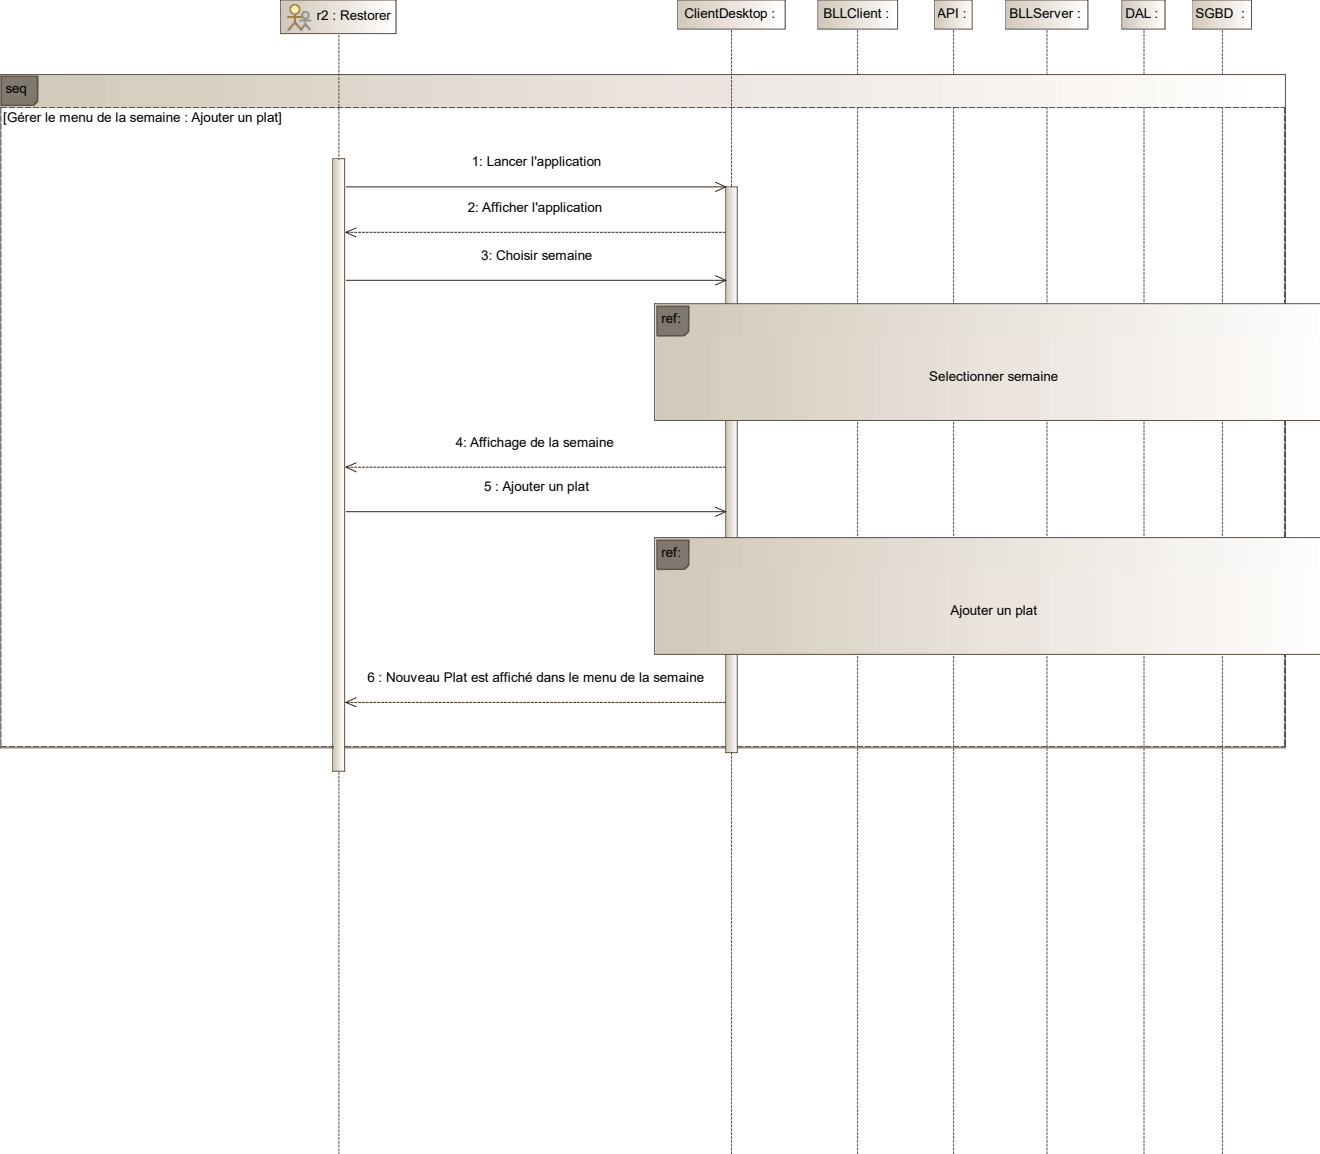 r2 : Restorer
ClientDesktop :
BLLClient :
API :
BLLServer :
DAL :
SGBD :
seq
[Gérer le menu de la semaine : Ajouter un plat]
1: Lancer l'application
2: Afficher l'application
3: Choisir semaine
ref:
Selectionner semaine
4: Affichage de la semaine
5 : Ajouter un plat
ref:
Ajouter un plat
6 : Nouveau Plat est affiché dans le menu de la semaine